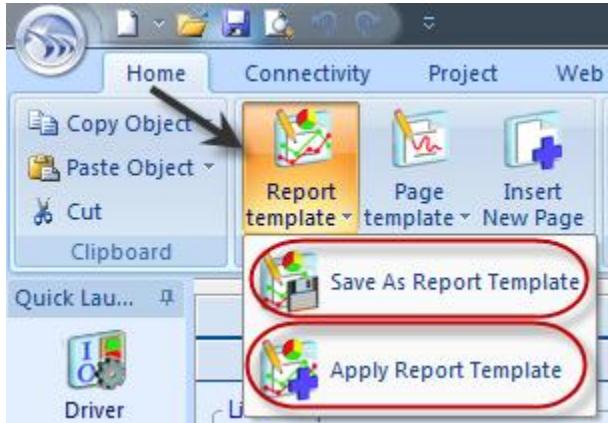 Home Connectivity Project Web
Copy Object
Paste Object
Cut
Clipboard
Report template
Page template
Insert New Page
Save As Report Template
Apply Report Template
Quick Lau...
I
O
Driver
Li